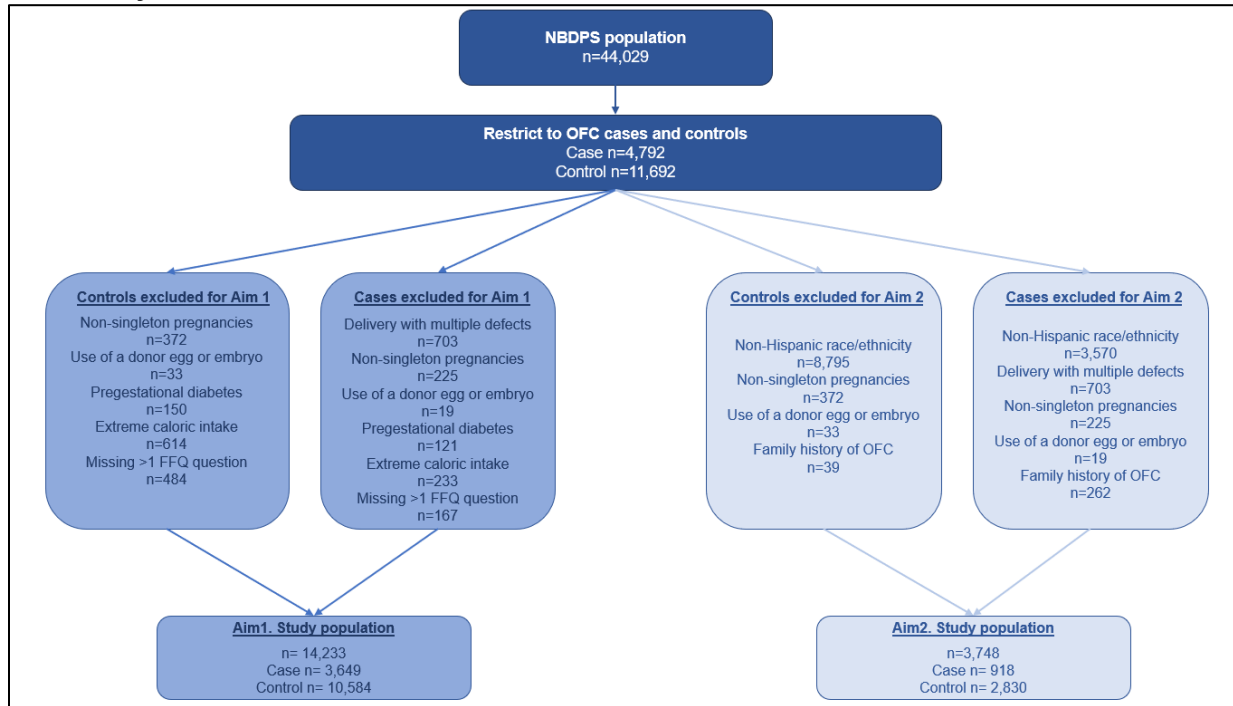 NBDPS population
n=44,029
Restrict to OFC cases and controls
Case n=4,792
Control n=11,692
Controls excluded for Aim 1
Non-singleton pregnancies
n=372
Use of a donor egg or embryo
n=33
Pregestational diabetes
n=150
Extreme caloric intake
n=614
Missing >1 FFQ question
n=484
Cases excluded for Aim 1
Delivery with multiple defects
n=703
Non-singleton pregnancies
n=225
Use of a donor egg or embryo
n=19
Pregestational diabetes
n=121
Extreme caloric intake
n=233
Missing >1 FFQ question
n=167
Controls excluded for Aim 2
Non-Hispanic race/ethnicity
n=8,795
Non-singleton pregnancies
n=372
Use of a donor egg or embryo
n=33
Family history of OFC
n=39
Cases excluded for Aim 2
Non-Hispanic race/ethnicity
n=3,570
Delivery with multiple defects
n=703
Non-singleton pregnancies
n=225
Use of a donor egg or embryo
n=19
Family history of OFC
n=262
Aim1. Study population
n= 14,233
Case n= 3,649
Control n= 10,584
Aim2. Study population
n=3,748
Case n= 918
Control n= 2,830